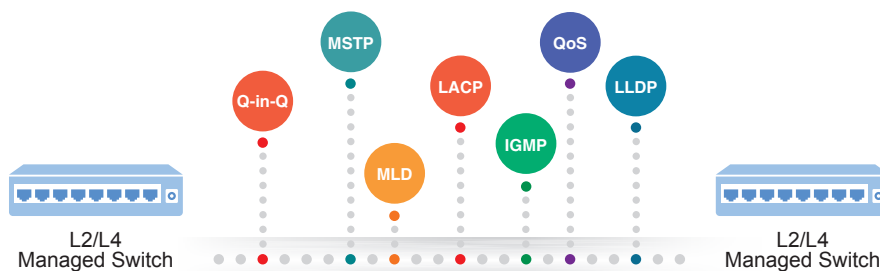 MSTP
QoS
Q-in-Q
LACP
LLDP
IGMP
MLD
L2/L4
Managed Switch
L2/L4
Managed Switch